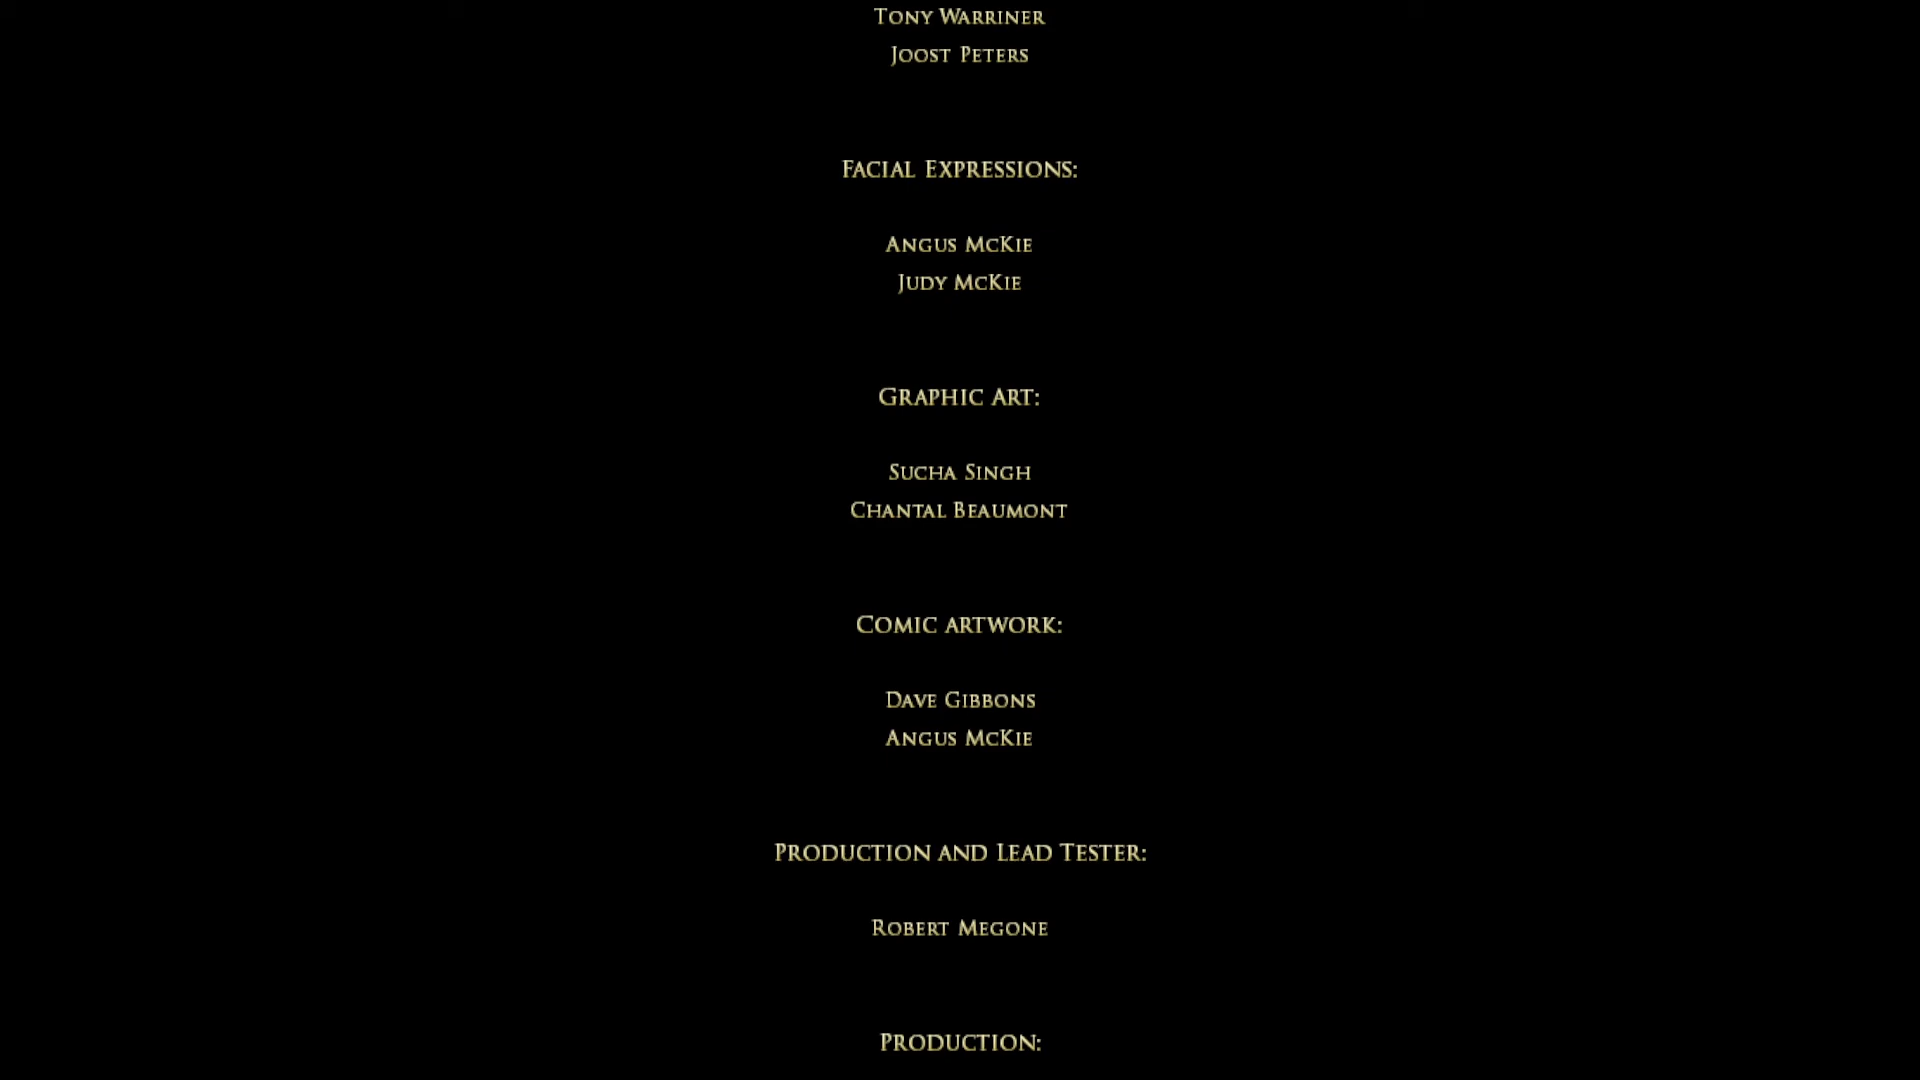 Tony Warriner
Joost Peters
Facial Expressions:
Angus McKie
Judy McKie
Graphic Art:
Sucha Singh
Chantal Beaumont
Comic artwork:
Dave Gibbons
Angus McKie
Production and Lead Tester:
Robert Megone
Production: